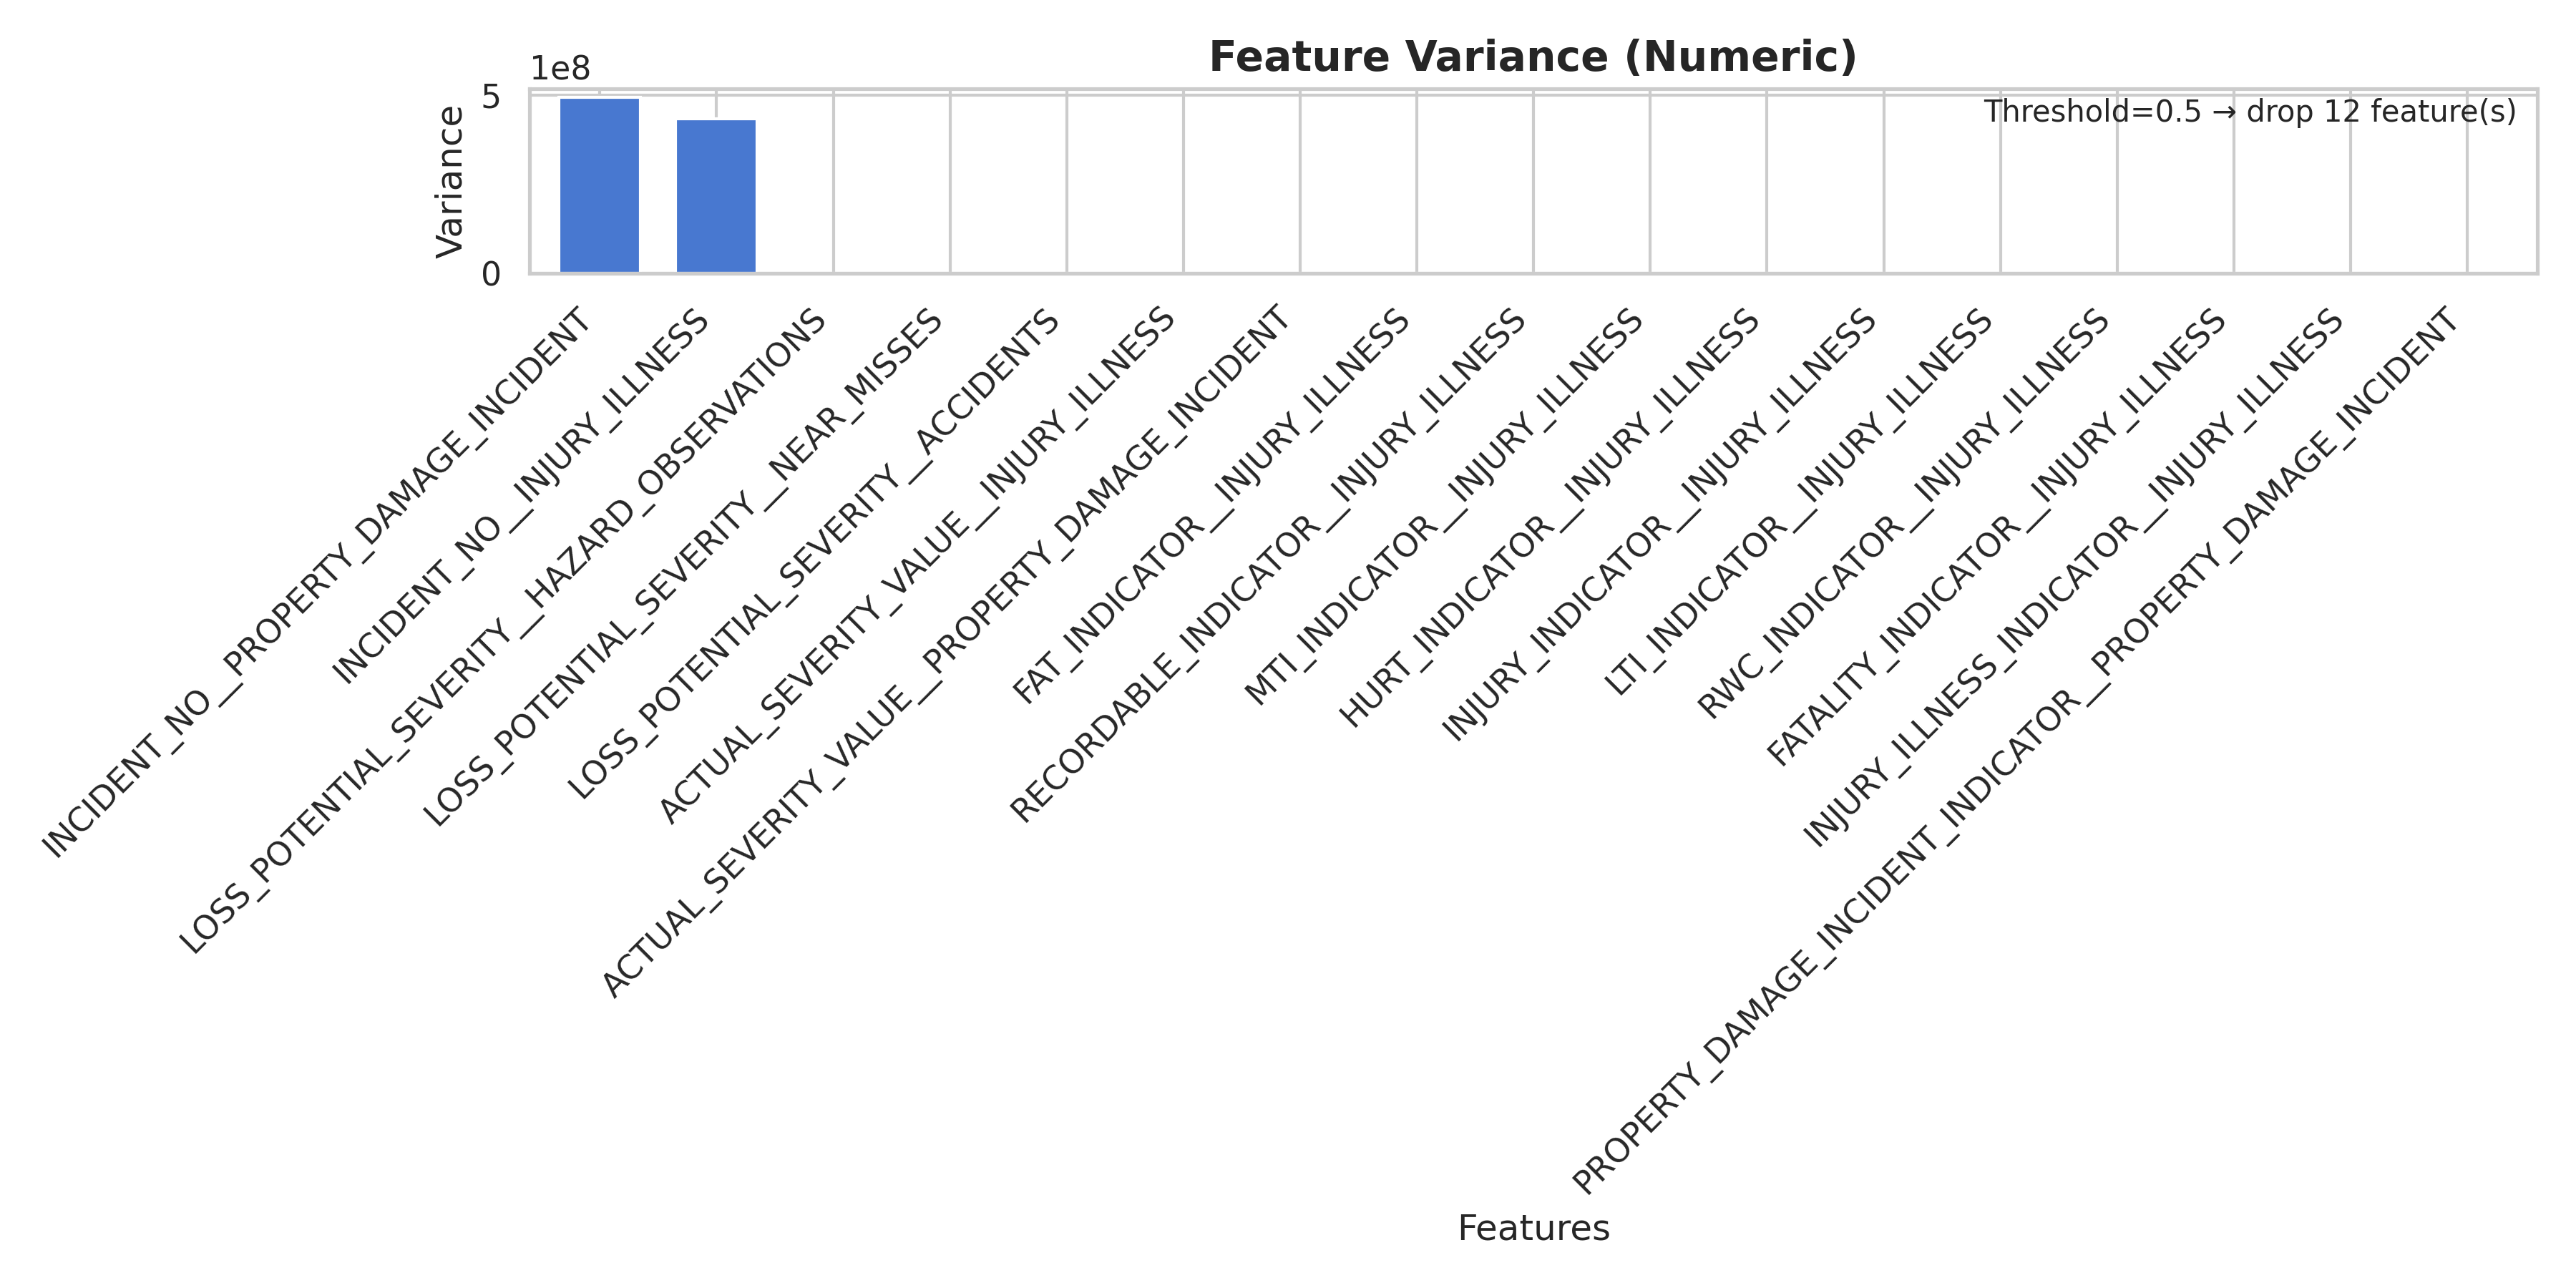 Feature Variance (Numeric)
1e8
5
0
Variance
Threshold=0.5 → drop 12 feature(s)
INCIDENT_NO__PROPERTY_DAMAGE_INCIDENT
INCIDENT_NO__INJURY_ILLNESS
LOSS_POTENTIAL_SEVERITY__HAZARD_OBSERVATIONS
LOSS_POTENTIAL_SEVERITY__NEAR_MISSES
LOSS_POTENTIAL_SEVERITY__ACCIDENTS
ACTUAL_SEVERITY_VALUE__INJURY_ILLNESS
ACTUAL_SEVERITY_VALUE__PROPERTY_DAMAGE_INCIDENT
FAT_INDICATOR__INJURY_ILLNESS
RECORDABLE_INDICATOR__INJURY_ILLNESS
MTI_INDICATOR__INJURY_ILLNESS
HURT_INDICATOR__INJURY_ILLNESS
INJURY_INDICATOR__INJURY_ILLNESS
LTI_INDICATOR__INJURY_ILLNESS
RWC_INDICATOR__INJURY_ILLNESS
FATALITY_INDICATOR__INJURY_ILLNESS
INJURY_ILLNESS_INDICATOR__INJURY_ILLNESS
PROPERTY_DAMAGE_INCIDENT_INDICATOR__PROPERTY_DAMAGE_INCIDENT
Features